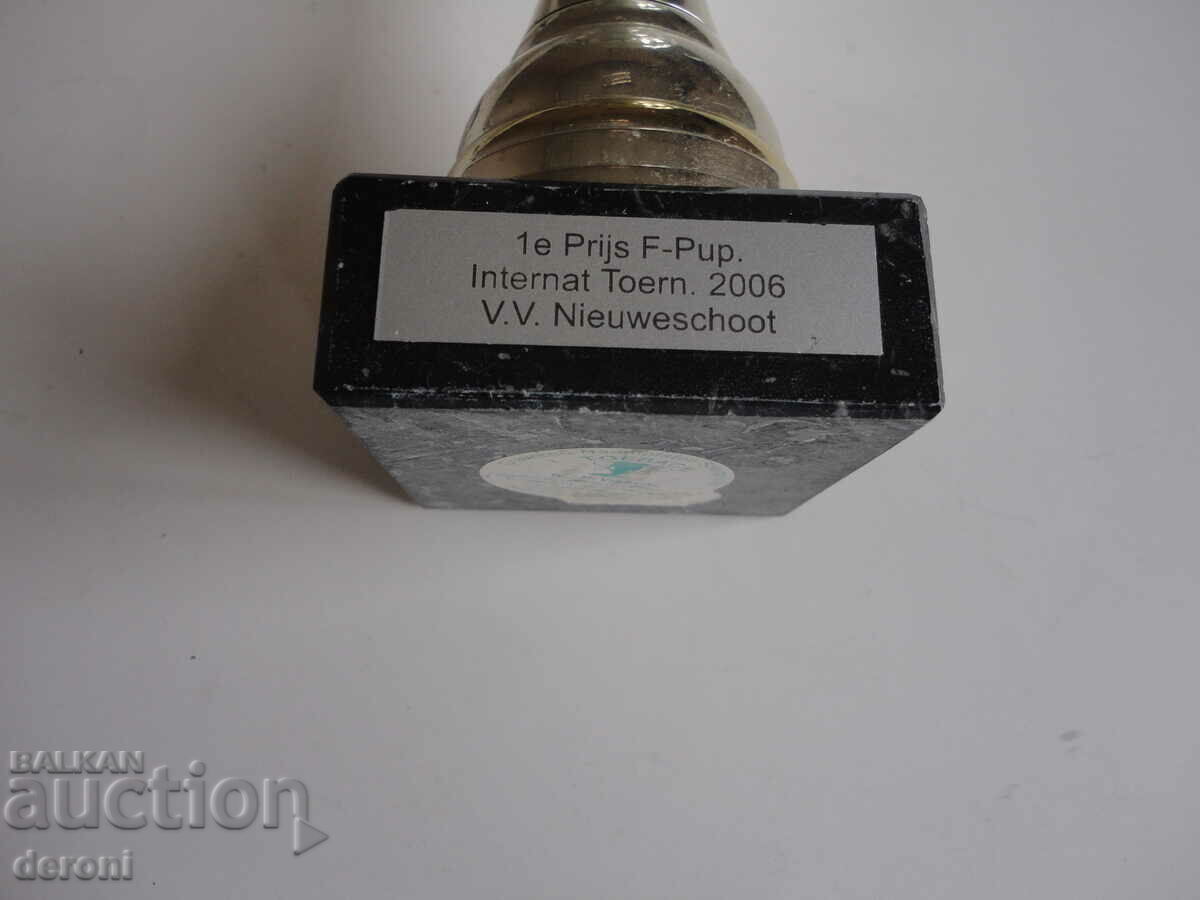 1e Prijs F-Pup.
Internat Toern. 2006
V.V. Nieuweschoot
BALKAN
auction
deroni